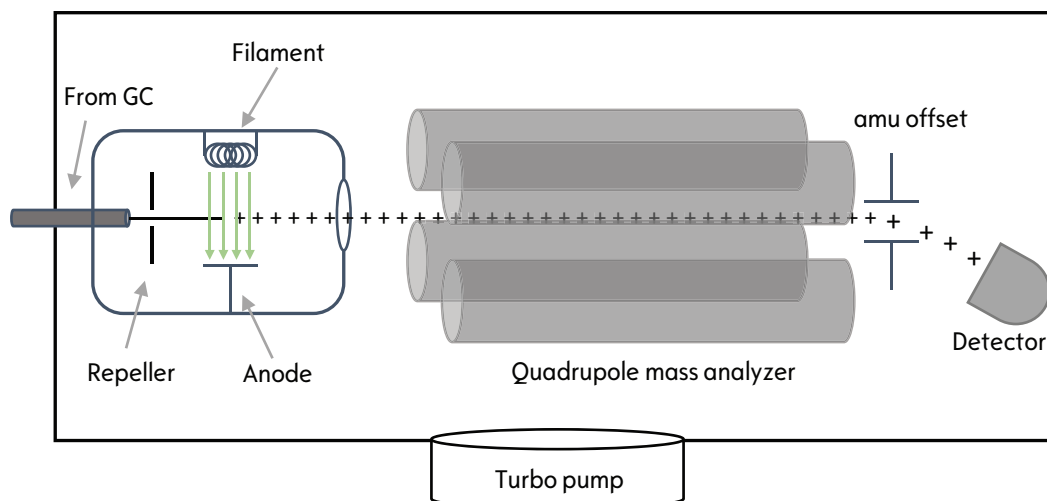 Filament
From GC
amu offset
Repeller
Anode
Quadrupole mass analyzer
Detector
Turbo pump